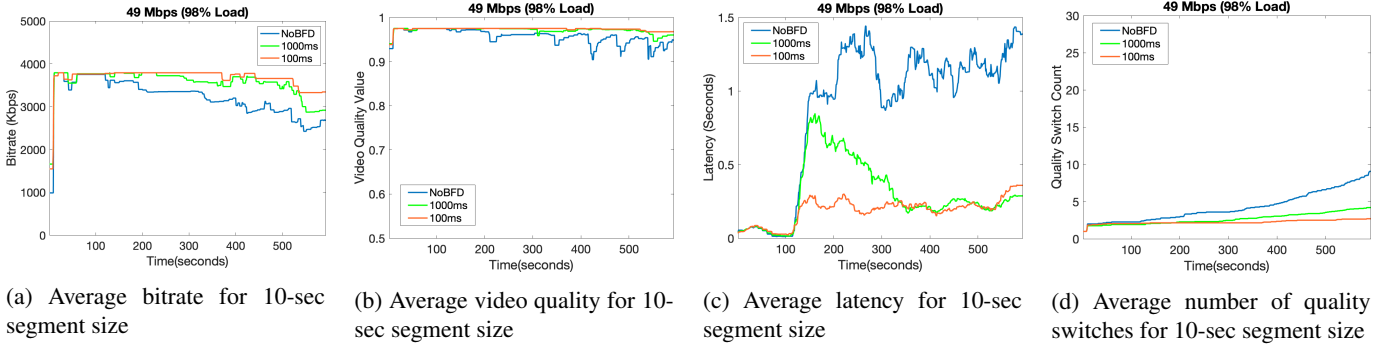 49 Mbps (98% Load)
5000
4000
3000
2000
1000
0
Bitrate (Kbps)
NoBFD
1000ms
100ms
100
200
300
400
500
Time(seconds)
(a) Average bitrate for 10-sec
segment size
49 Mbps (98% Load)
1
0.9
0.8
0.7
0.6
0.5
Video Quality Value
NoBFD
1000ms
100ms
100
200
300
400
500
Time(seconds)
(b) Average video quality for 10-
sec segment size
49 Mbps (98% Load)
1.5
1
0.5
0
Latency (Seconds)
NoBFD
1000ms
100ms
0
100
200
300
400
500
Time(seconds)
(c) Average latency for 10-sec
segment size
49 Mbps (98% Load)
30
25
20
15
10
5
0
Quality Switch Count
NoBFD
1000ms
100ms
100
200
300
400
500
Time(seconds)
(d) Average number of quality
switches for 10-sec segment size